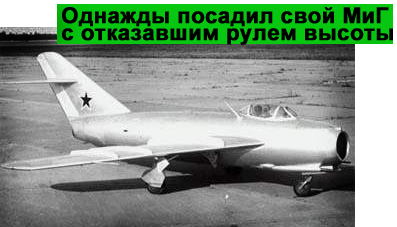 Однажды посадил свой МиГ
с отказавшим рулем высоты